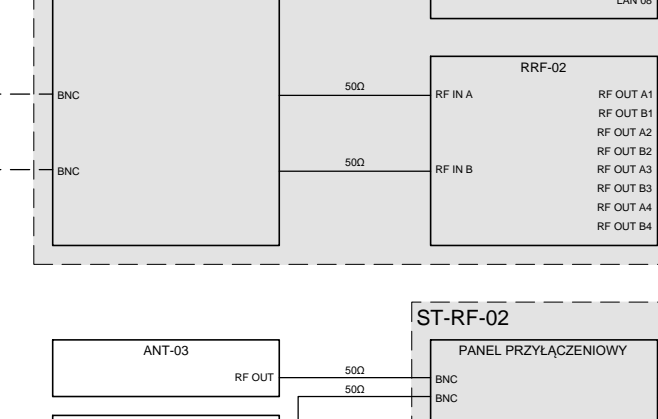 LAN 08
RRF-02
BNC
50Ω
RF IN A
RF OUT A1
RF OUT B1
RF OUT A2
RF OUT B2
BNC
50Ω
RF IN B
RF OUT A3
RF OUT B3
RF OUT A4
RF OUT B4
ST-RF-02
ANT-03
PANEL PRZYŁĄCZENIOWY
RF OUT
50Ω
BNC
50Ω
BNC